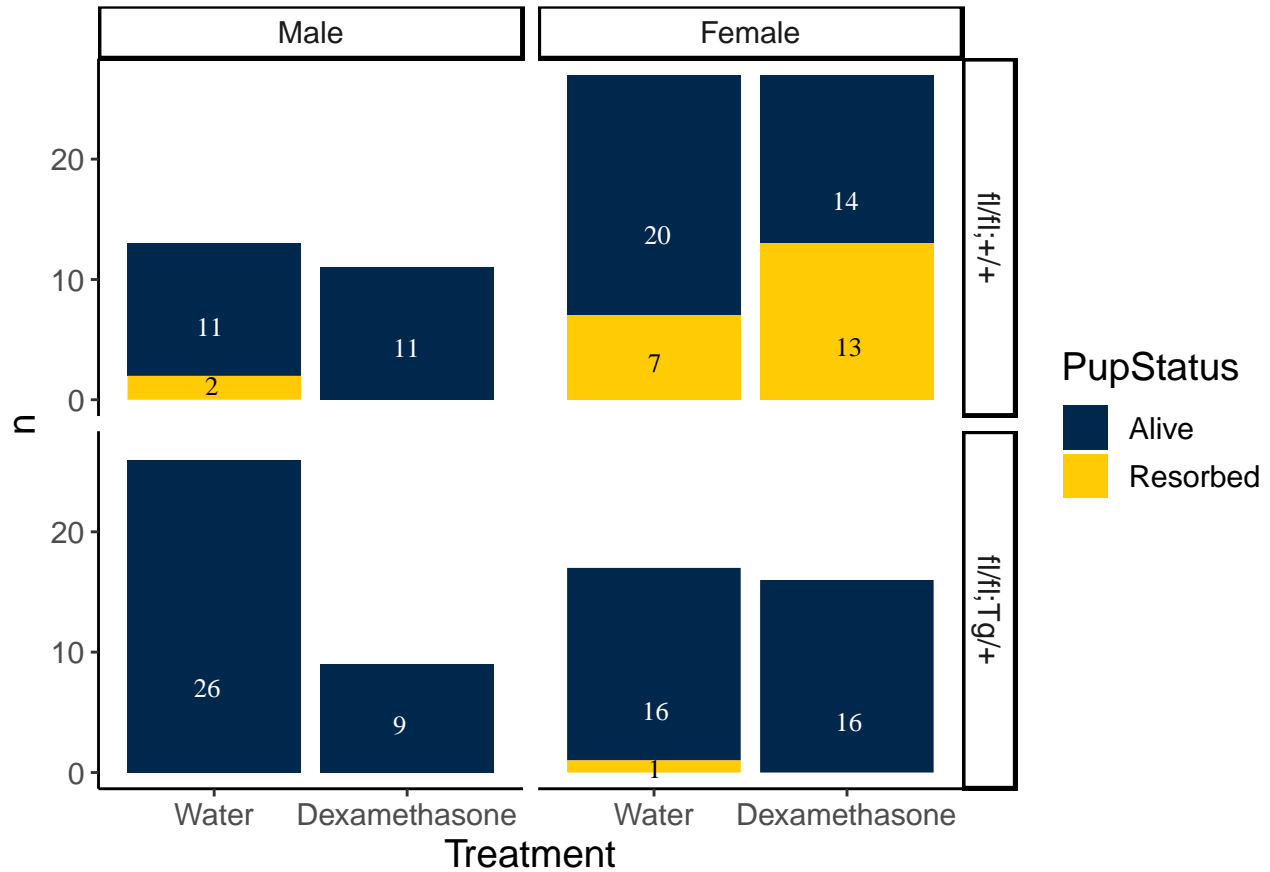 Male
Female
20
10
0
11
2
11
20
7
14
13
fl/fl;+/+
n
20
10
0
26
9
16
1
16
fl/fl;Tg/+
Water
Dexamethasone
Water
Dexamethasone
Treatment
PupStatus
Alive
Resorbed